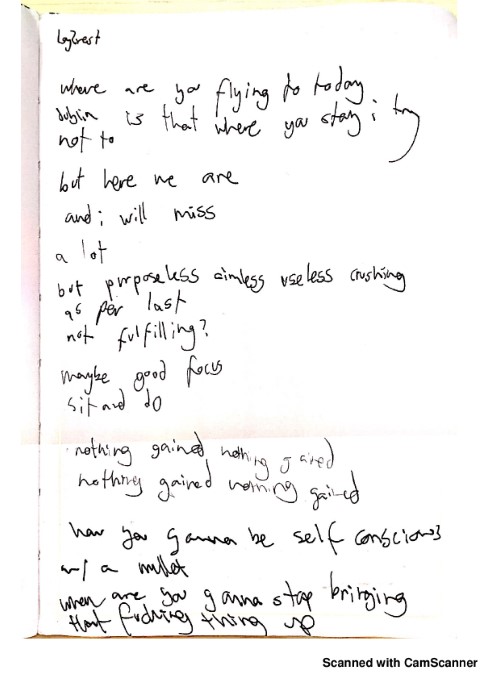 where are you flying to today
dublin is that where you stay i try
not to
but here we are
and i will miss
a lot
but purposeless aimless useless crushing
as per last
not fulfilling?
maybe good focus
sit and do
nothing gained nothing gained
nothing gained nothing gained
how you gonna be self conscious
w/ a mullet
when are you gonna stop bringing
that fucking thing up
Scanned with CamScanner